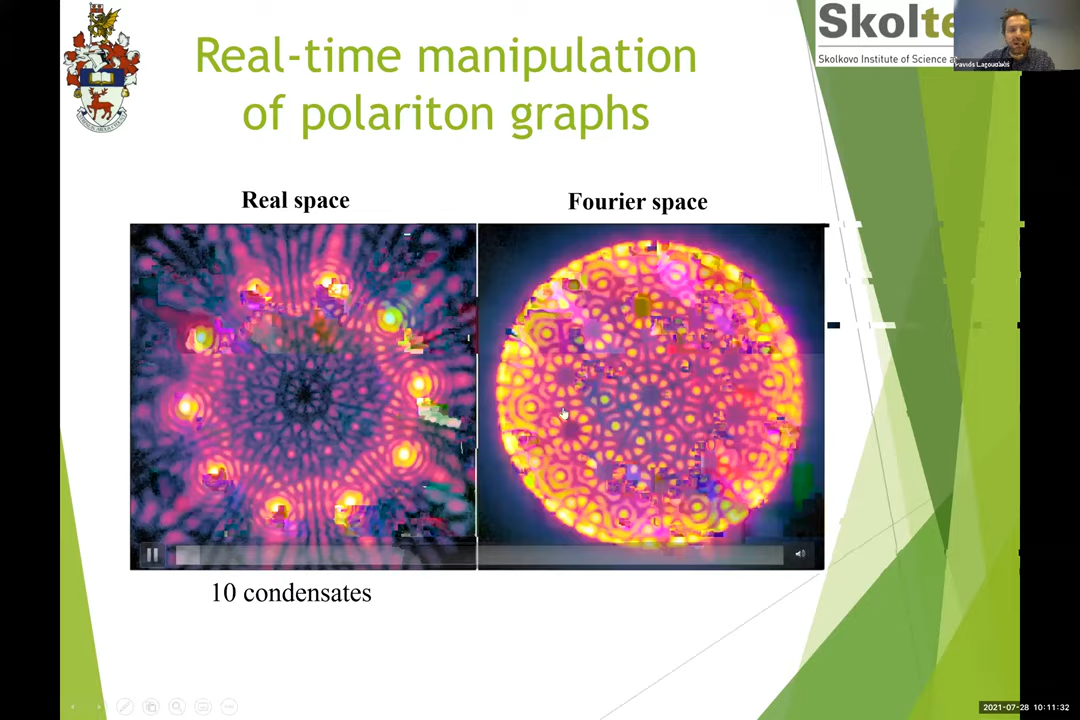 Real-time manipulation
of polariton graphs
Skolte
Skolkovo Institute of Science a
Real space
Fourier space
10 condensates
2021-07-28 10:11:32